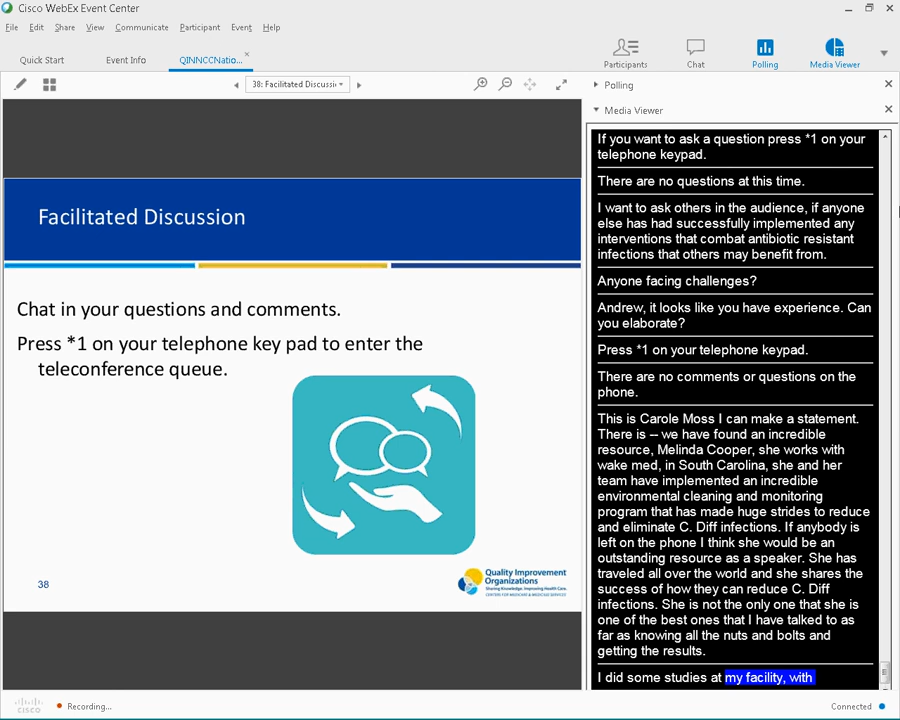 Cisco WebEx Event Center
File Edit Share View Communicate Participant Event Help
Quick Start Event Info QINNCCNatio...
Participants Chat Polling Media Viewer
38: Facilitated Discussi
Polling
Media Viewer
Facilitated Discussion
Chat in your questions and comments.
Press *1 on your telephone key pad to enter the
teleconference queue.
38
Quality Improvement
Organizations
Sharing Knowledge. Improving Health Care.
CENTERS FOR MEDICARE & MEDICAID SERVICES
If you want to ask a question press *1 on your
telephone keypad.
There are no questions at this time.
I want to ask others in the audience, if anyone
else has had successfully implemented any
interventions that combat antibiotic resistant
infections that others may benefit from.
Anyone facing challenges?
Andrew, it looks like you have experience. Can
you elaborate?
Press *1 on your telephone keypad.
There are no comments or questions on the
phone.
This is Carole Moss I can make a statement.
There is -- we have found an incredible
resource, Melinda Cooper, she works with
wake med, in South Carolina, she and her
team have implemented an incredible
environmental cleaning and monitoring
program that has made huge strides to reduce
and eliminate C. Diff infections. If anybody is
left on the phone I think she would be an
outstanding resource as a speaker. She has
traveled all over the world and she shares the
success of how they can reduce C. Diff
infections. She is not the only one that she is
one of the best ones that I have talked to as
far as knowing all the nuts and bolts and
getting the results.
I did some studies at my facility, with
cisco Recording...
Connected